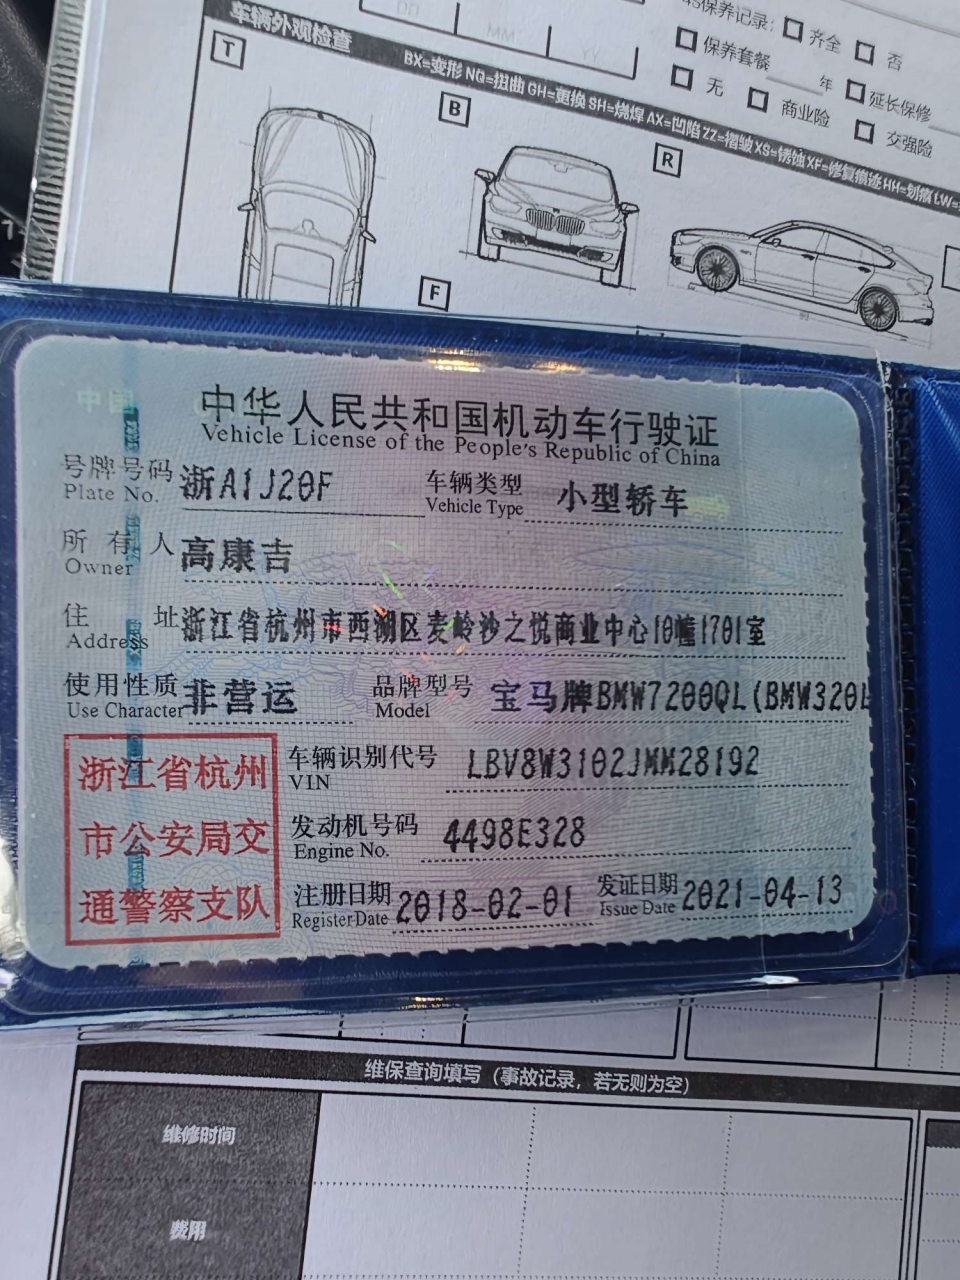 4S保养记录: 齐全 否
保养套餐 年 延长保修
无 商业险 交强险
MM YY
车辆外观检查
BX=变形 NQ=扭曲 GH=更换 SH=烧焊 AX=凹陷 ZZ=褶皱 XS=锈蚀 XF=修复痕迹 HH=划痕 LW=
T
B
R
F
中国
中华人民共和国机动车行驶证
Vehicle License of the People's Republic of China
号牌号码 浙A1J20F 车辆类型 小型轿车
Plate No. Vehicle Type
所有人 高康吉
Owner
住址 浙江省杭州市西湖区麦岭沙之悦商业中心10幢1701室
Address
使用性质 非营运 品牌型号 宝马牌BMW7200QL(BMW320L
Use Character Model
浙江省杭州
市公安局交
通警察支队
车辆识别代号 LBV8W3102JMM28192
VIN
发动机号码 4498E328
Engine No.
注册日期 2018-02-01 发证日期 2021-04-13
Register Date Issue Date
维保查询填写（事故记录，若无则为空）
维修时间
费用